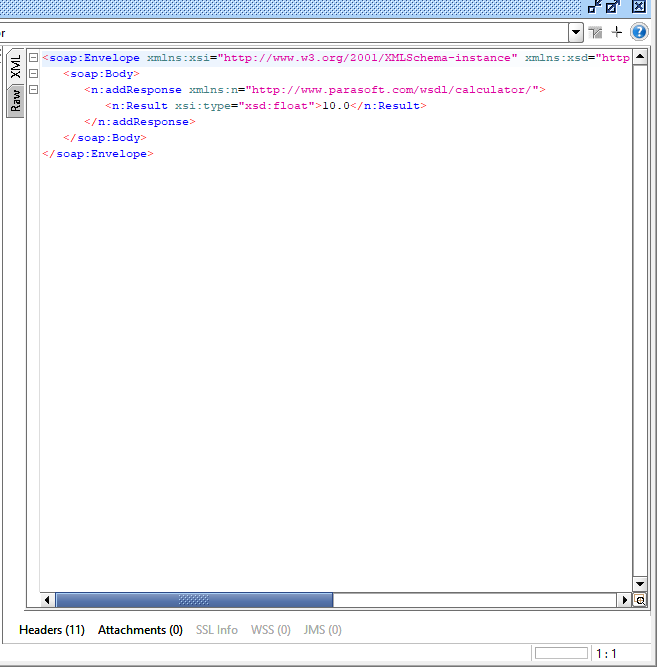 r
XML
Raw
<soap:Envelope xmlns:xsi="http://www.w3.org/2001/XMLSchema-instance" xmlns:xsd="http
<soap:Body>
<n:addResponse xmlns:n="http://www.parasoft.com/wsdl/calculator/">
<n:Result xsi:type="xsd:float">10.0</n:Result>
</n:addResponse>
</soap:Body>
</soap:Envelope>
Headers (11) Attachments (0) SSL Info WSS (0) JMS (0)
1 : 1